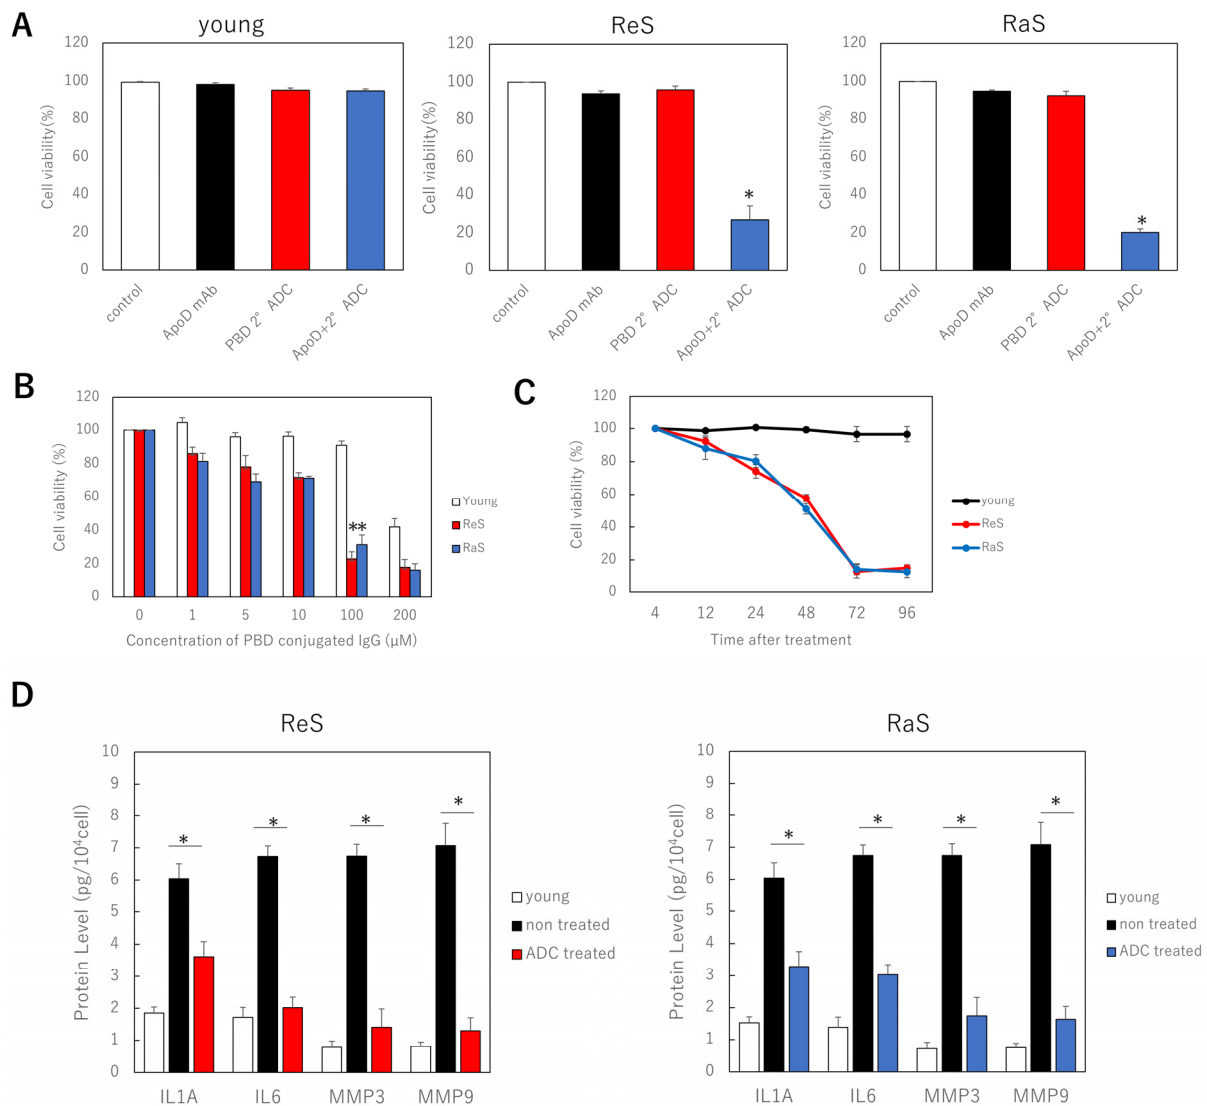 A
young
ReS
RaS
120
100
80
60
40
20
0
Cell viability(%)
control
ApoD mAb
PBD 2° ADC
ApoD+2° ADC
120
100
80
60
40
20
0
Cell viability(%)
*
control
ApoD mAb
PBD 2° ADC
ApoD+2° ADC
120
100
80
60
40
20
0
Cell viability(%)
*
control
ApoD mAb
PBD 2° ADC
ApoD+2° ADC
B
120
100
80
60
40
20
0
Cell viability (%)
**
0 1 5 10 100 200
Concentration of PBD conjugated IgG (μM)
Young
ReS
RaS
C
120
100
80
60
40
20
0
Cell viability (%)
4 12 24 48 72 96
Time after treatment
young
ReS
RaS
D
ReS
10
9
8
7
6
5
4
3
2
1
0
Protein Level (pg/10⁴cell)
* * * *
IL1A IL6 MMP3 MMP9
young
non treated
ADC treated
RaS
10
9
8
7
6
5
4
3
2
1
0
Protein Level (pg/10⁴cell)
* * * *
IL1A IL6 MMP3 MMP9
young
non treated
ADC treated